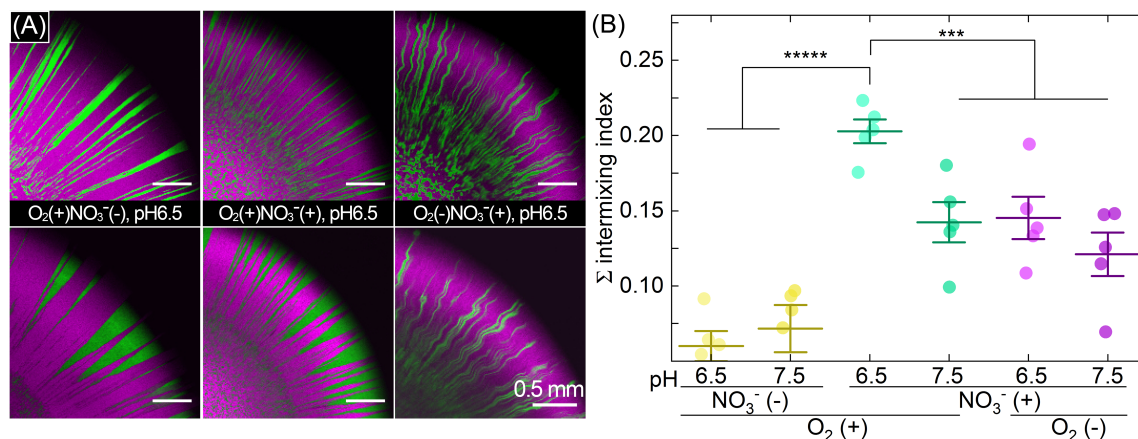 (A)
O₂(+)NO₃⁻(-), pH6.5
O₂(+)NO₃⁻(+), pH6.5
O₂(-)NO₃⁻(+), pH6.5
0.5 mm
(B)
Σ intermixing index
0.25
0.20
0.15
0.10
*****
***
pH 6.5 7.5 6.5 7.5 6.5 7.5
NO₃⁻ (-) NO₃⁻ (+)
O₂ (+) O₂ (-)